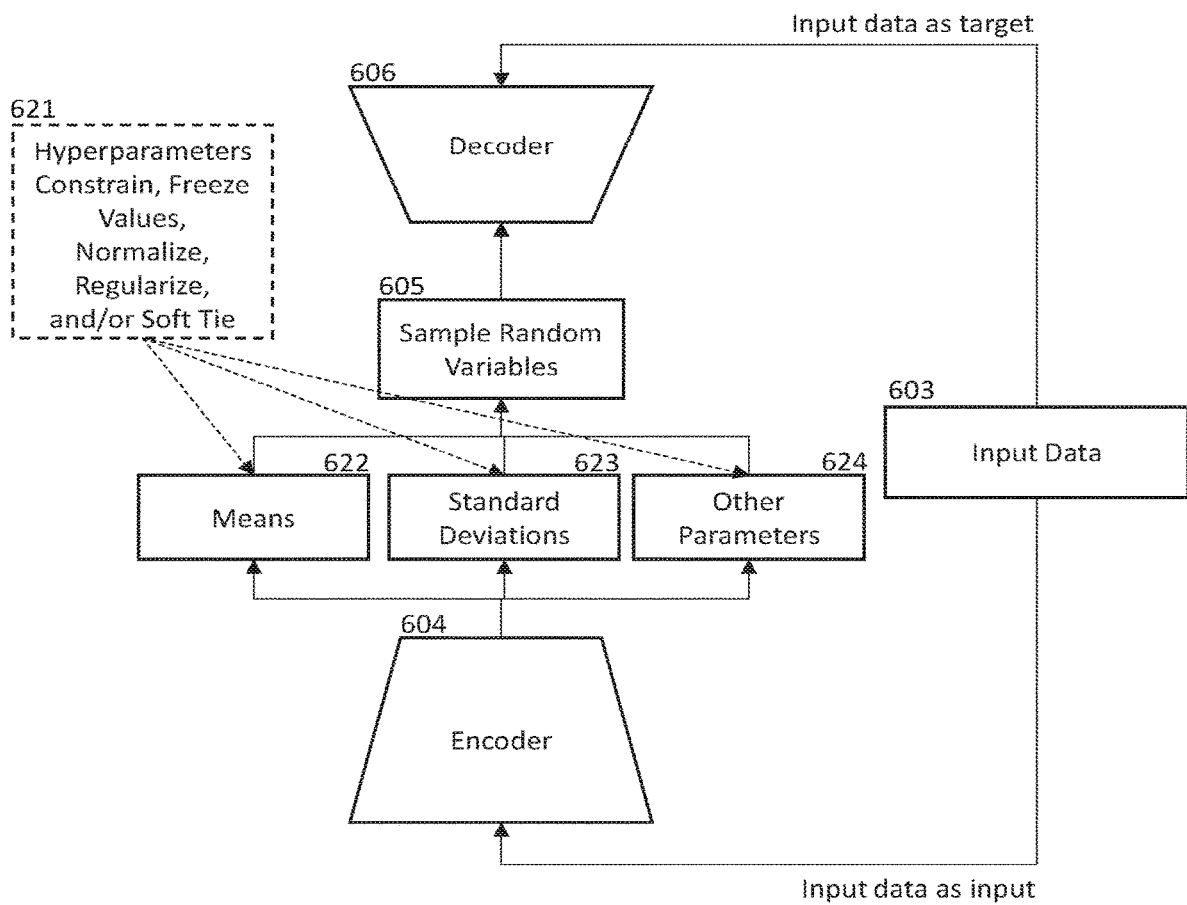 Input data as target
606
Decoder
621
Hyperparameters
Constrain, Freeze
Values,
Normalize,
Regularize,
and/or Soft Tie
605
Sample Random
Variables
603
Input Data
622
Means
623
Standard
Deviations
624
Other
Parameters
604
Encoder
Input data as input